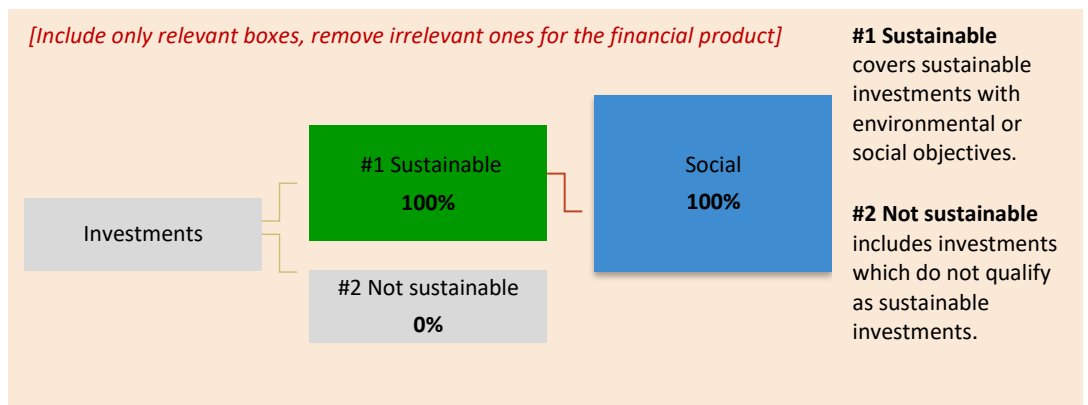 [Include only relevant boxes, remove irrelevant ones for the financial product]
Investments
#1 Sustainable
100%
#2 Not sustainable
0%
Social
100%
#1 Sustainable
covers sustainable
investments with
environmental or
social objectives.
#2 Not sustainable
includes investments
which do not qualify
as sustainable
investments.